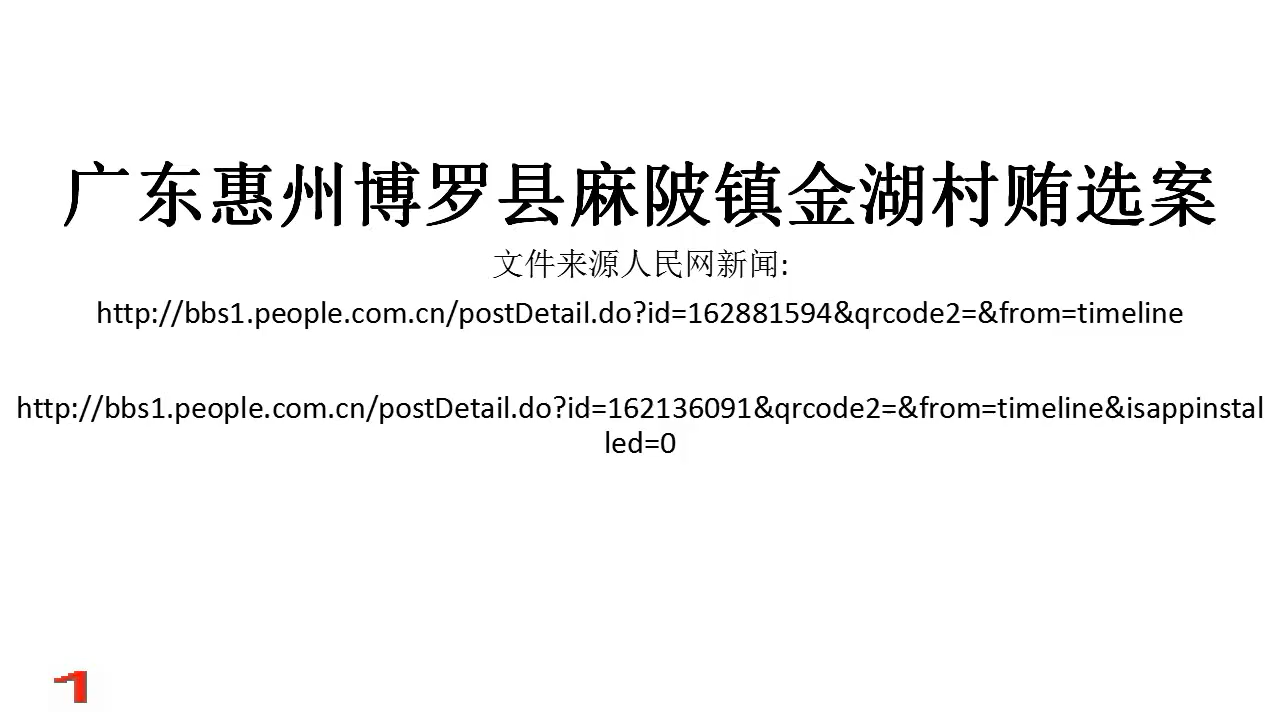 广东惠州博罗县麻陂镇金湖村贿选案
文件来源人民网新闻:
http://bbs1.people.com.cn/postDetail.do?id=162881594&qrcode2=&from=timeline
http://bbs1.people.com.cn/postDetail.do?id=162136091&qrcode2=&from=timeline&isappinstal
led=0
1